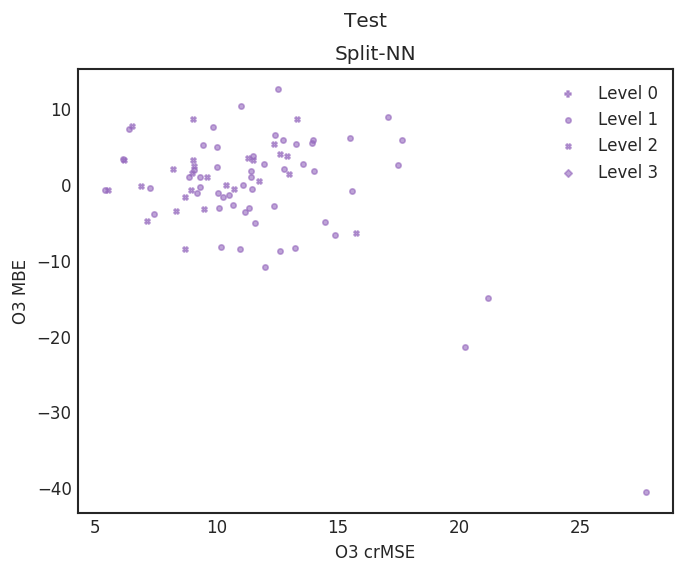 Test
Split-NN
Level 0
Level 1
Level 2
Level 3
10
0
−10
−20
−30
−40
O3 MBE
5 10 15 20 25
O3 crMSE